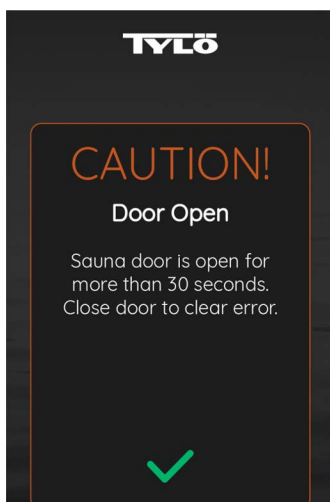 TYLÖ
CAUTION!
Door Open
Sauna door is open for
more than 30 seconds.
Close door to clear error.